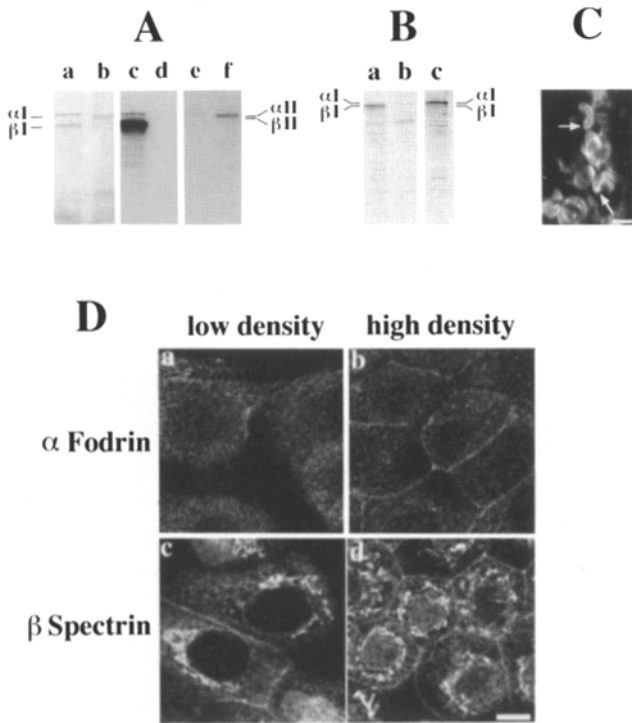 A B C
a b c d e f
a b c
αI
βI
αII
βII
αI
βI
αI
βI
D
low density high density
a b
α Fodrin
c d
β Spectrin